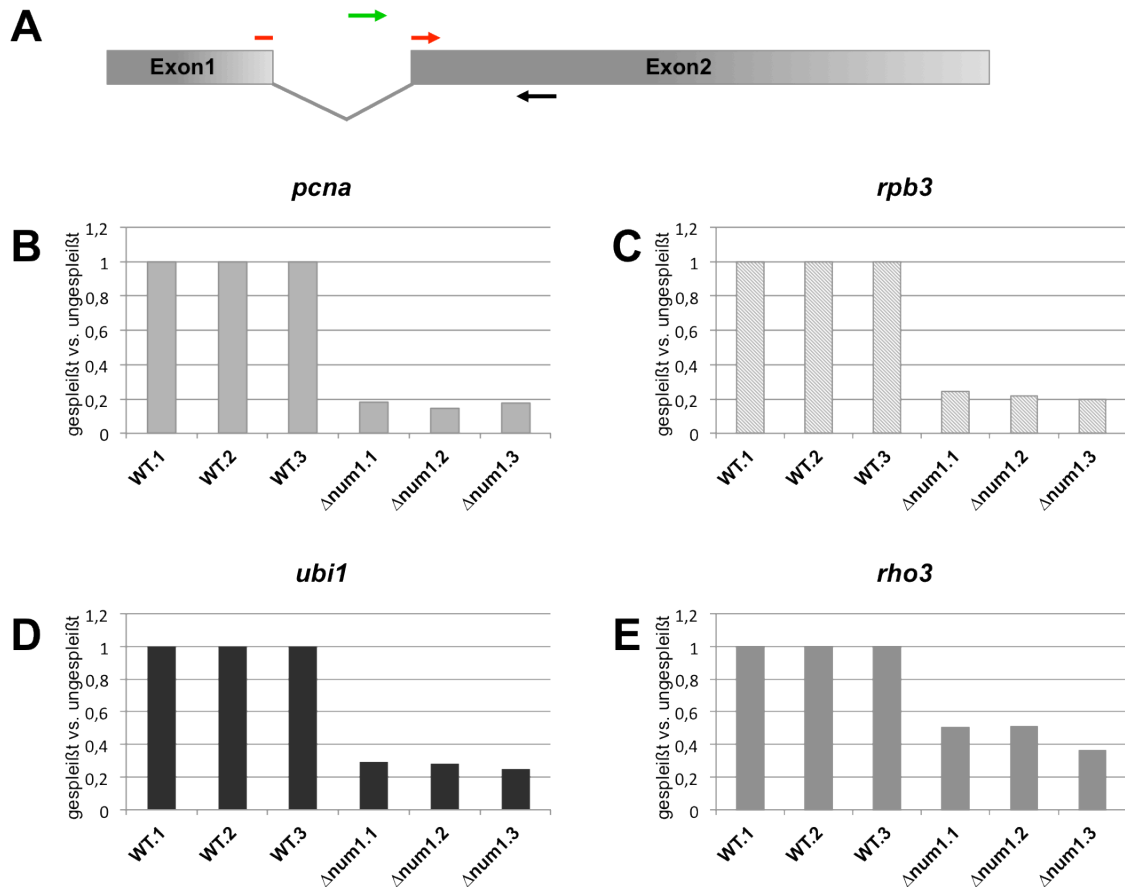 A
Exon1
Exon2
pcna
B
gespleißt vs. ungespleißt
1,2
1
0,8
0,6
0,4
0,2
0
WT.1
WT.2
WT.3
Δnum1.1
Δnum1.2
Δnum1.3
rpb3
C
gespleißt vs. ungespleißt
1,2
1
0,8
0,6
0,4
0,2
0
WT.1
WT.2
WT.3
Δnum1.1
Δnum1.2
Δnum1.3
ubi1
D
gespleißt vs. ungespleißt
1,2
1
0,8
0,6
0,4
0,2
0
WT.1
WT.2
WT.3
Δnum1.1
Δnum1.2
Δnum1.3
rho3
E
gespleißt vs. ungespleißt
1,2
1
0,8
0,6
0,4
0,2
0
WT.1
WT.2
WT.3
Δnum1.1
Δnum1.2
Δnum1.3